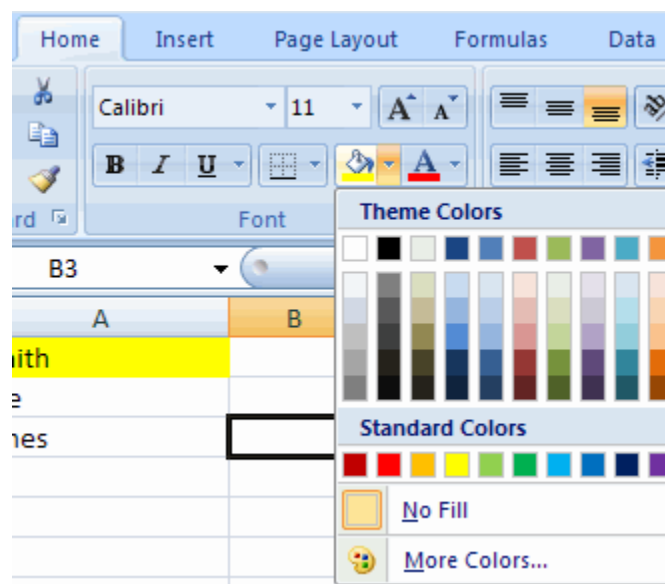 Home Insert Page Layout Formulas Data
Calibri 11 A A
B I U A
rd Font
Theme Colors
B3
A B
ith
e
nes
Standard Colors
No Fill
More Colors...